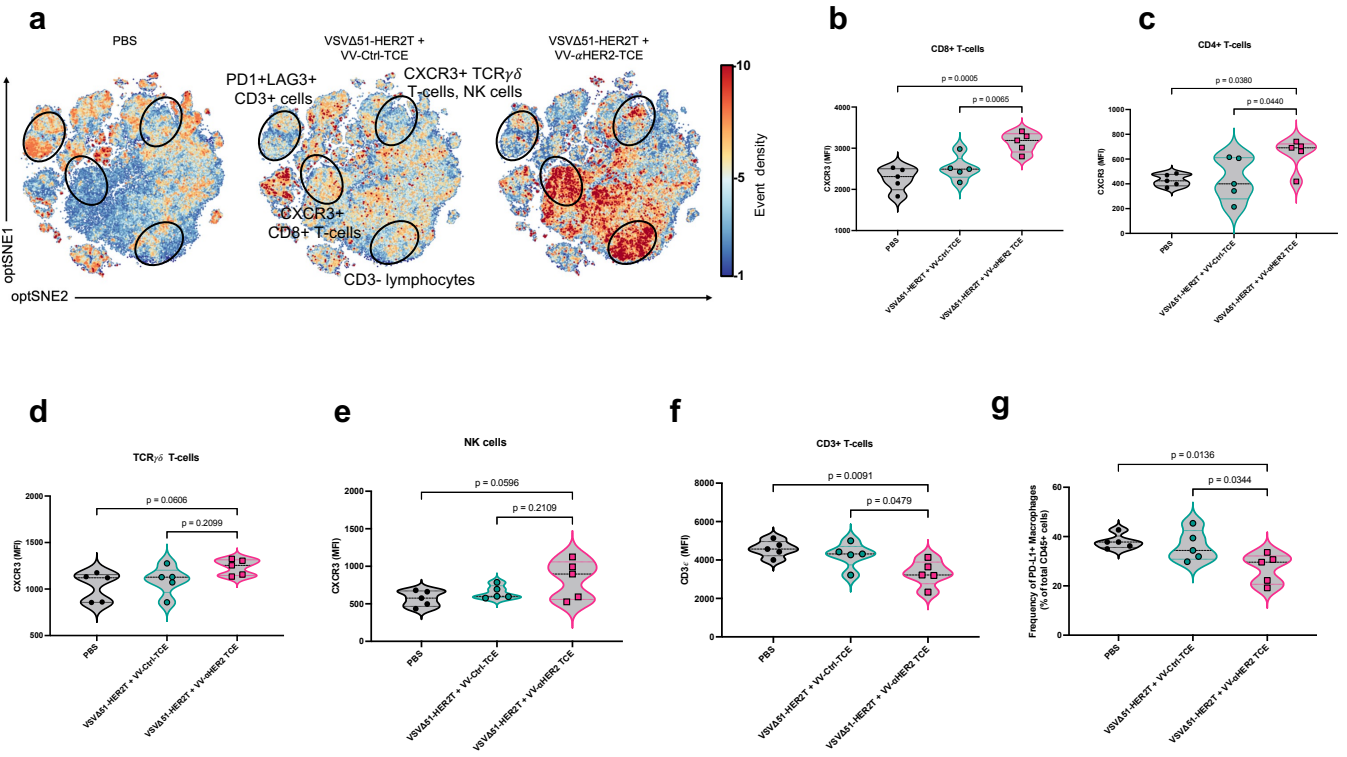 a
PBS
VSVΔ51-HER2T +
VV-Ctrl-TCE
VSVΔ51-HER2T +
VV-αHER2-TCE
PD1+LAG3+
CD3+ cells
CXCR3+ TCRγδ
T-cells, NK cells
CXCR3+
CD8+ T-cells
CD3- lymphocytes
10
5
-1
Event density
optSNE1
optSNE2
b
CD8+ T-cells
p = 0.0005
p = 0.0065
CXCR3 (MFI)
4000
3000
2000
1000
PBS
VSVΔ51-HER2T + VV-Ctrl-TCE
VSVΔ51-HER2T + VV-αHER2 TCE
c
CD4+ T-cells
p = 0.0380
p = 0.0440
CXCR3 (MFI)
1000
800
600
400
200
0
PBS
VSVΔ51-HER2T + VV-Ctrl-TCE
VSVΔ51-HER2T + VV-αHER2 TCE
d
TCRγδ T-cells
p = 0.0606
p = 0.2099
CXCR3 (MFI)
2000
1500
1000
500
PBS
VSVΔ51-HER2T + VV-Ctrl-TCE
VSVΔ51-HER2T + VV-αHER2 TCE
e
NK cells
p = 0.0596
p = 0.2109
CXCR3 (MFI)
2000
1500
1000
500
0
PBS
VSVΔ51-HER2T + VV-Ctrl-TCE
VSVΔ51-HER2T + VV-αHER2 TCE
f
CD3+ T-cells
p = 0.0091
p = 0.0479
CD3ε (MFI)
8000
6000
4000
2000
0
PBS
VSVΔ51-HER2T + VV-Ctrl-TCE
VSVΔ51-HER2T + VV-αHER2 TCE
g
p = 0.0136
p = 0.0344
Frequency of PD-L1+ Macrophages
(% of total CD45+ cells)
60
40
20
0
PBS
VSVΔ51-HER2T + VV-Ctrl-TCE
VSVΔ51-HER2T + VV-αHER2 TCE